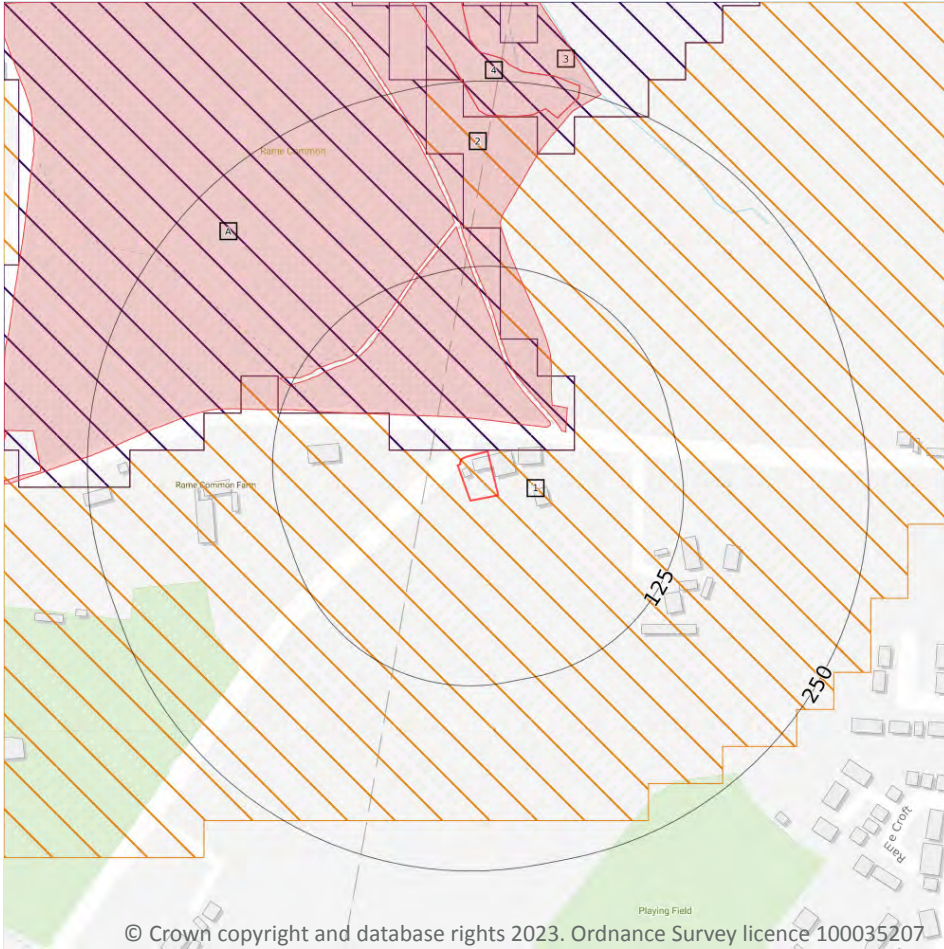 3
4
2
Rame Common
A
Rame Common Farm
1
125
250
Rame Croft
Playing Field
© Crown copyright and database rights 2023. Ordnance Survey licence 100035207